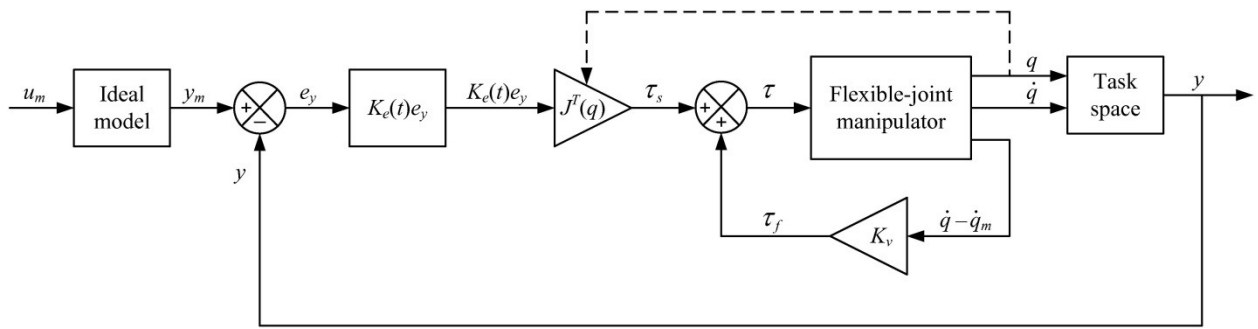 u_m
Ideal
model
y_m
+
−
e_y
K_e(t)e_y
K_e(t)e_y
J^T(q)
τ_s
+
+
τ
Flexible-joint
manipulator
q
q̇
Task
space
y
y
τ_f
K_v
q̇ − q̇_m